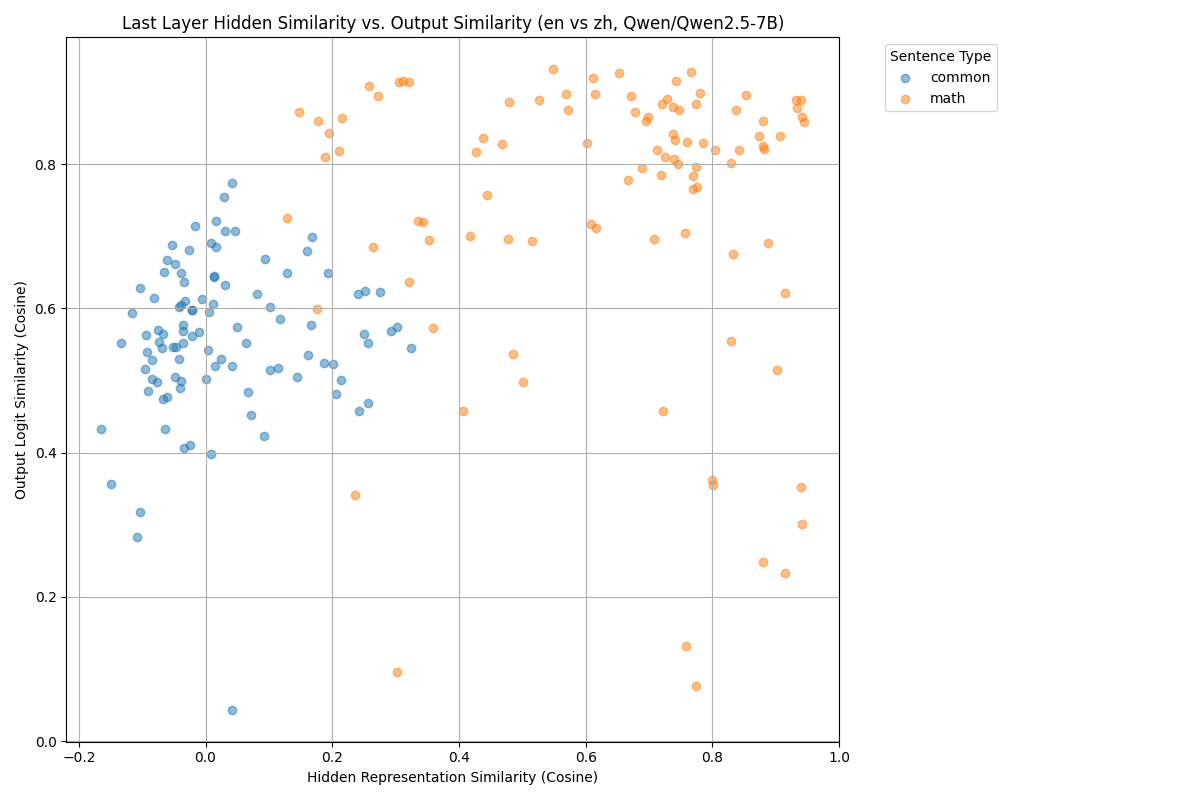 Last Layer Hidden Similarity vs. Output Similarity (en vs zh, Qwen/Qwen2.5-7B)
Sentence Type
common
math
Output Logit Similarity (Cosine)
0.8
0.6
0.4
0.2
0.0
−0.2
0.0
0.2
0.4
0.6
0.8
1.0
Hidden Representation Similarity (Cosine)